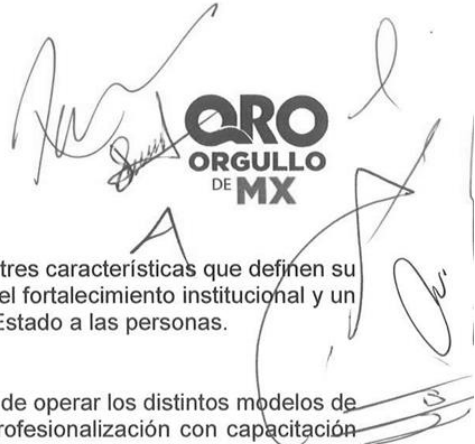 QRO
ORGULLO
DE MX
tres características que definen su
el fortalecimiento institucional y un
Estado a las personas.
de operar los distintos modelos de
rofesionalización con capacitación